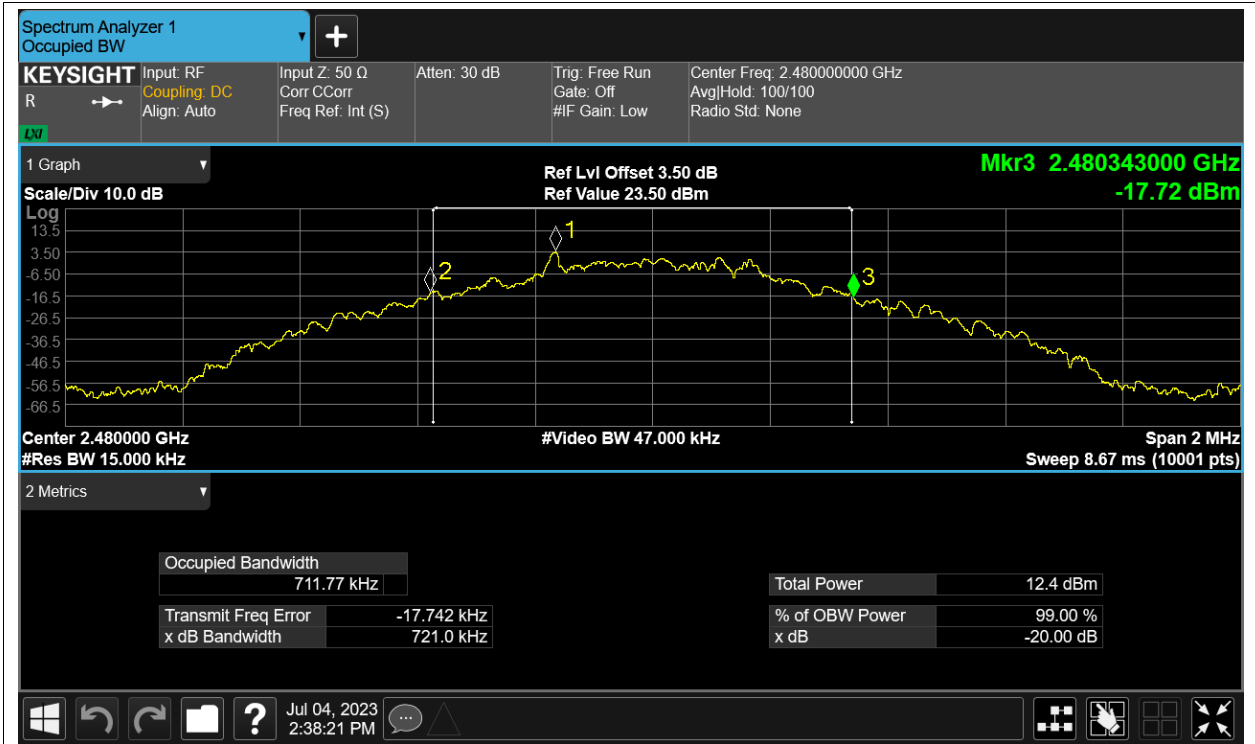 Spectrum Analyzer 1
Occupied BW
KEYSIGHT
R
LXI
Input: RF
Coupling: DC
Align: Auto
Input Z: 50 Ω
Corr CCorr
Freq Ref: Int (S)
Atten: 30 dB
Trig: Free Run
Gate: Off
#IF Gain: Low
Center Freq: 2.480000000 GHz
Avg|Hold: 100/100
Radio Std: None
1 Graph
Scale/Div 10.0 dB
Ref Lvl Offset 3.50 dB
Ref Value 23.50 dBm
Mkr3 2.480343000 GHz
-17.72 dBm
Log
13.5
3.50
-6.50
-16.5
-26.5
-36.5
-46.5
-56.5
-66.5
1
2
3
Center 2.480000 GHz
#Res BW 15.000 kHz
#Video BW 47.000 kHz
Span 2 MHz
Sweep 8.67 ms (10001 pts)
2 Metrics
Occupied Bandwidth
711.77 kHz
Transmit Freq Error -17.742 kHz
x dB Bandwidth 721.0 kHz
Total Power 12.4 dBm
% of OBW Power 99.00 %
x dB -20.00 dB
?
Jul 04, 2023
2:38:21 PM